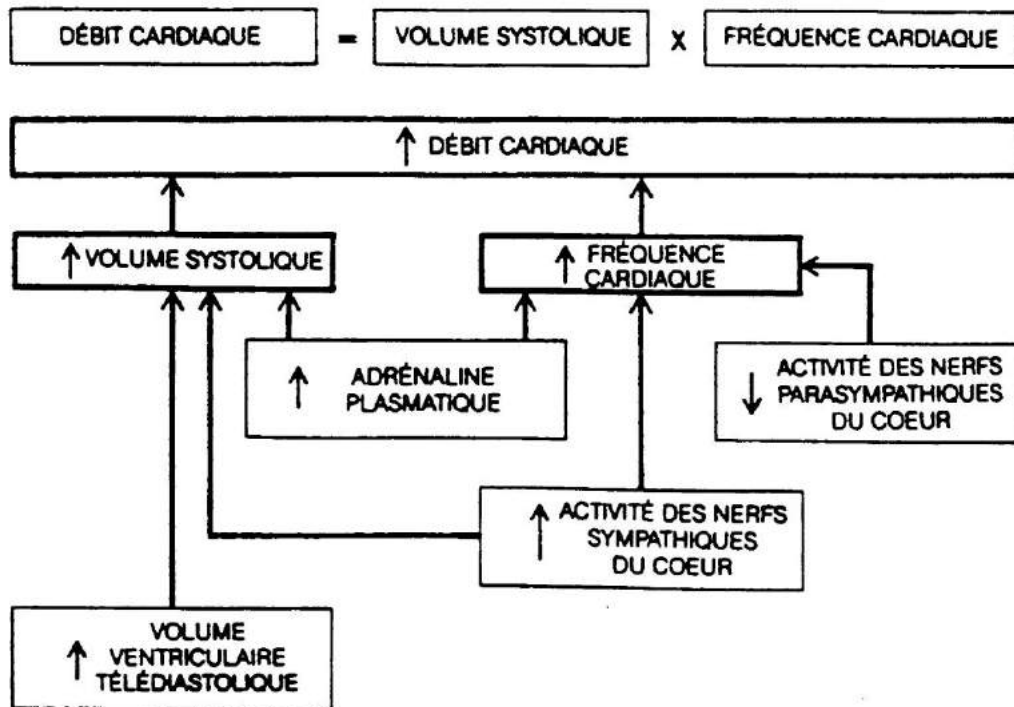 DÉBIT CARDIAQUE = VOLUME SYSTOLIQUE X FRÉQUENCE CARDIAQUE
↑ DÉBIT CARDIAQUE
↑ VOLUME SYSTOLIQUE
↑ FRÉQUENCE
CARDIAQUE
↑ ADRÉNALINE
PLASMATIQUE
↓ ACTIVITÉ DES NERFS
PARASYMPATHIQUES
DU COEUR
↑ ACTIVITÉ DES NERFS
SYMPATHIQUES
DU COEUR
↑ VOLUME
VENTRICULAIRE
TÉLÉDIASTOLIQUE